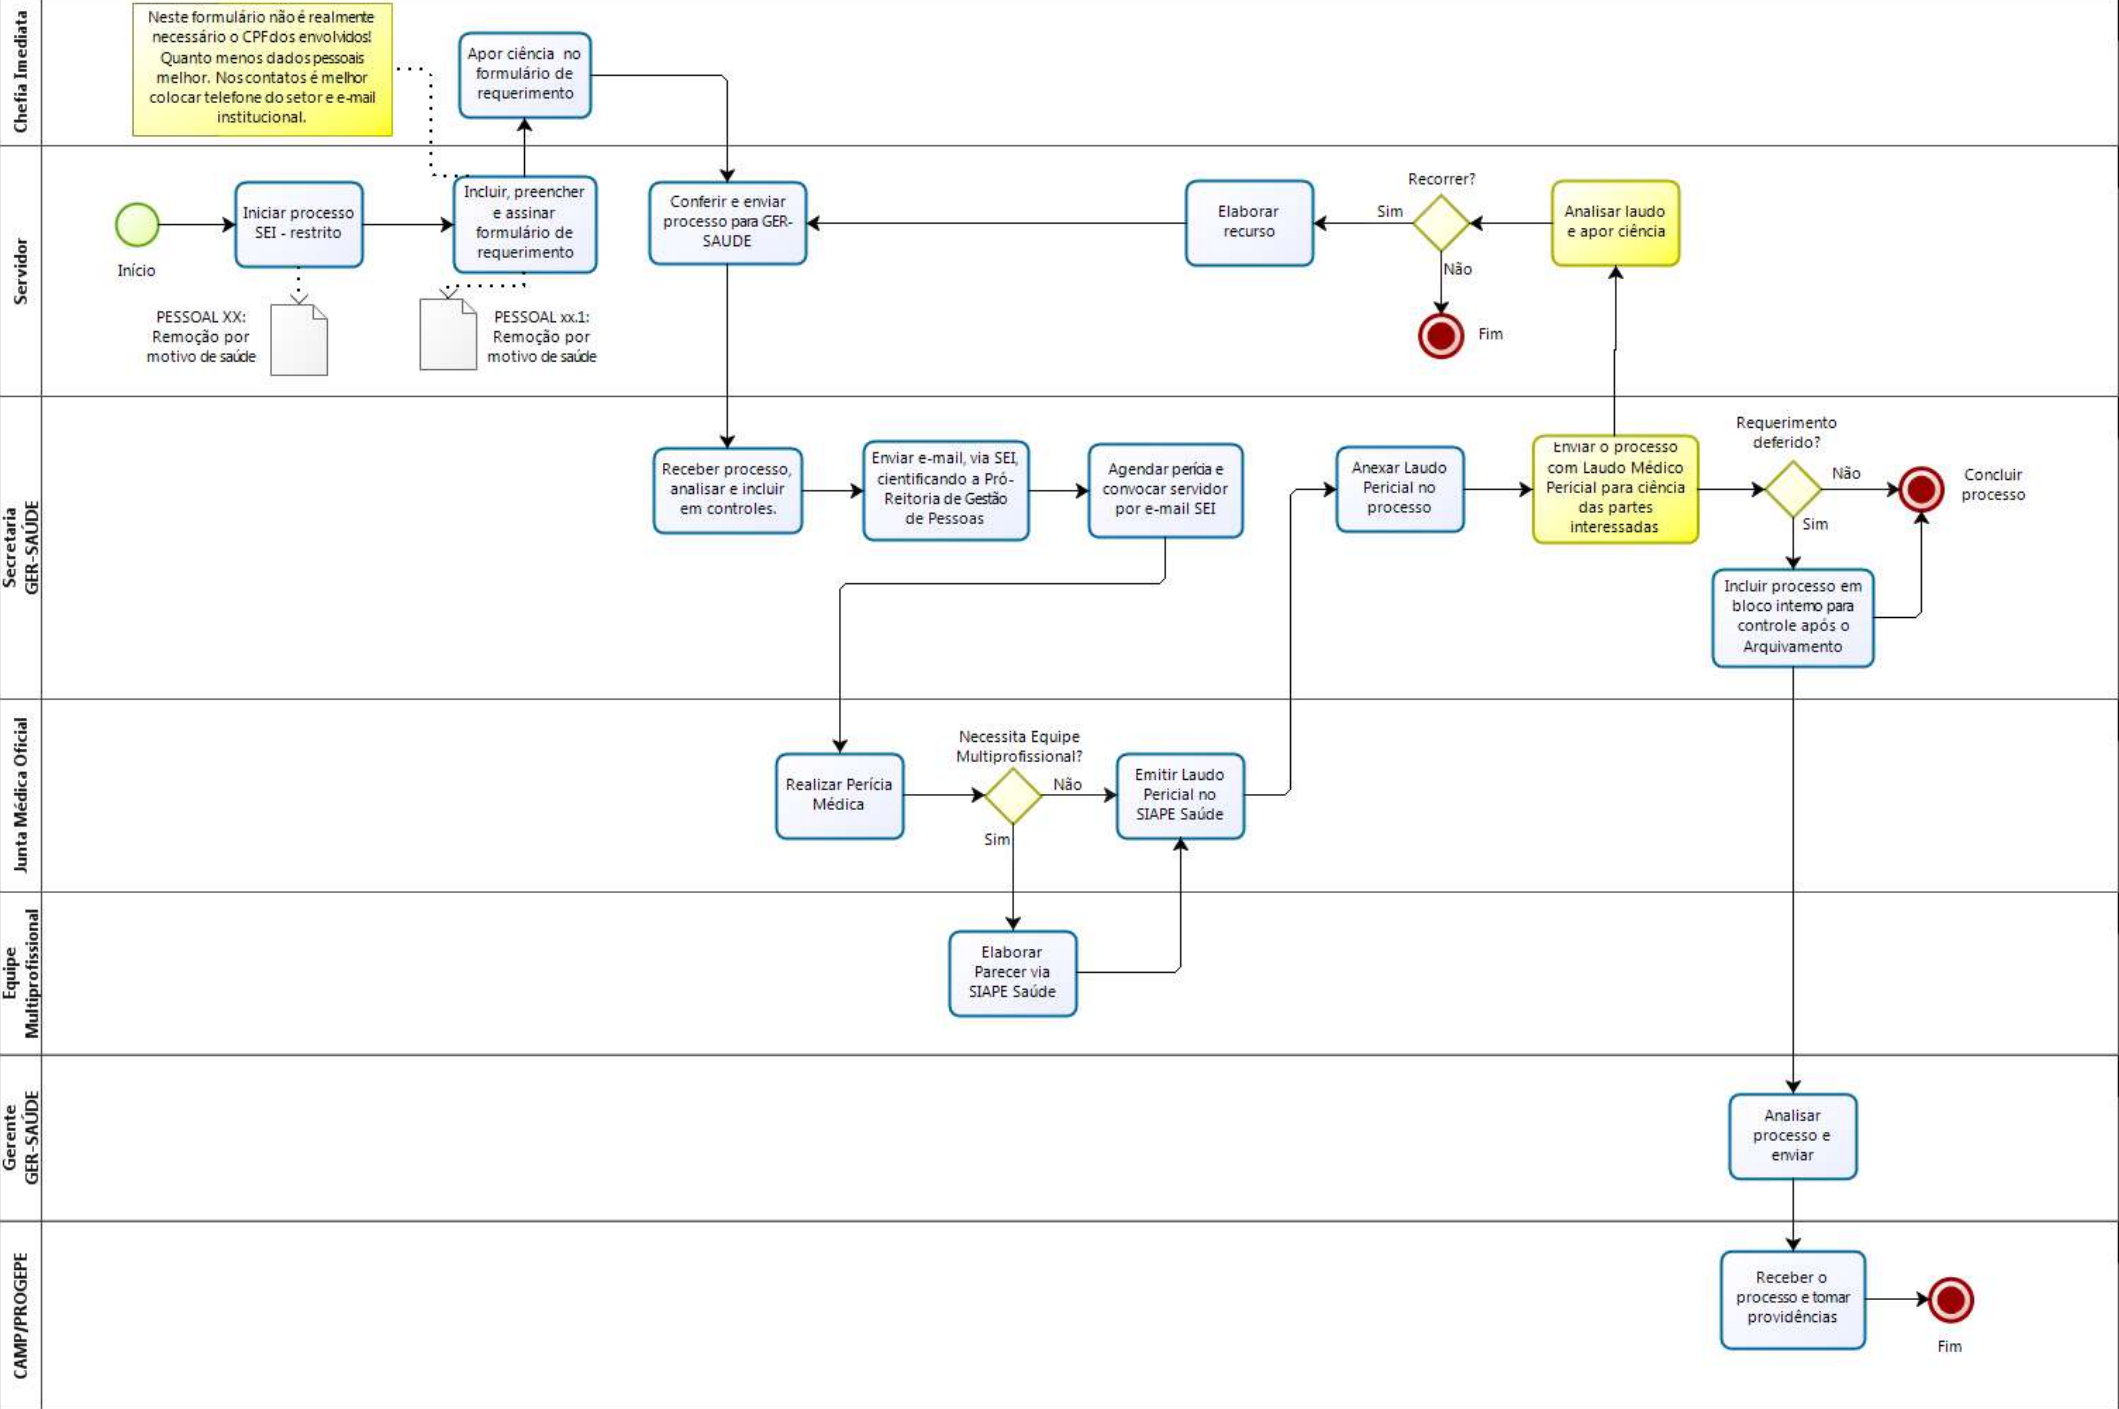 Chefia Imediata
Neste formulário não é realmente
necessário o CPF dos envolvidos!
Quanto menos dados pessoais
melhor. Nos contatos é melhor
colocar telefone do setor e e-mail
institucional.
Apor ciência no
formulário de
requerimento
Servidor
Início
Iniciar processo
SEI - restrito
PESSOAL XX:
Remoção por
motivo de saúde
Incluir, preencher
e assinar
formulário de
requerimento
PESSOAL xx.1:
Remoção por
motivo de saúde
Conferir e enviar
processo para GER-
SAUDE
Elaborar
recurso
Sim
Recorrer?
Não
Fim
Analisar laudo
e apor ciência
Secretaria
GER-SAÚDE
Receber processo,
analisar e incluir
em controles.
Enviar e-mail, via SEI,
cientificando a Pró-
Reitoria de Gestão
de Pessoas
Agendar perícia e
convocar servidor
por e-mail SEI
Anexar Laudo
Pericial no
processo
Enviar o processo
com Laudo Médico
Pericial para ciência
das partes
interessadas
Requerimento
deferido?
Não
Sim
Concluir
processo
Incluir processo em
bloco interno para
controle após o
Arquivamento
Junta Médica Oficial
Realizar Perícia
Médica
Necessita Equipe
Multiprofissional?
Não
Sim
Emitir Laudo
Pericial no
SIAPE Saúde
Equipe
Multiprofissional
Elaborar
Parecer via
SIAPE Saúde
Gerente
GER-SAÚDE
Analisar
processo e
enviar
CAMP/PROGEPE
Receber o
processo e tomar
providências
Fim